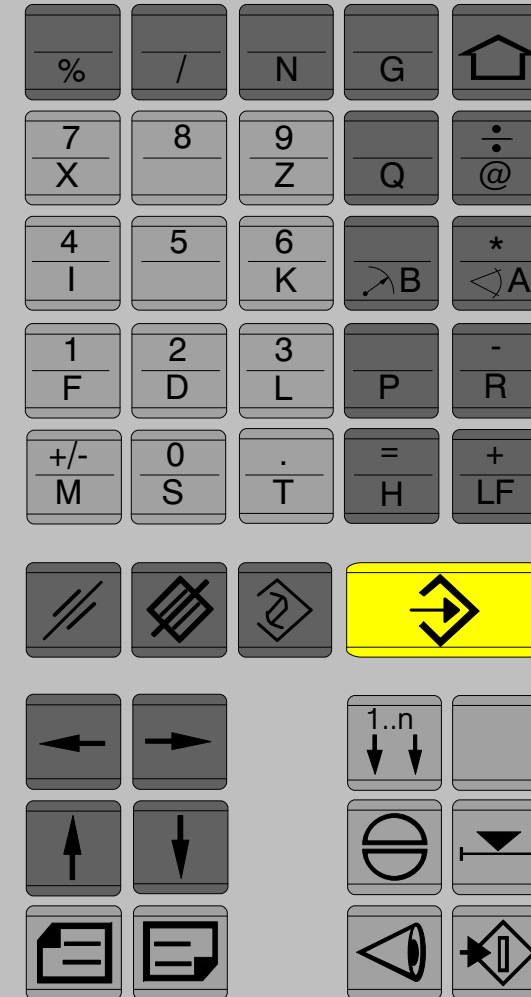 % / N G
7 8 9 ÷
X Z Q @
4 5 6 *
I K B A
1 2 3 -
F D L P R
+/- 0 . = +
M S T H LF
1..n